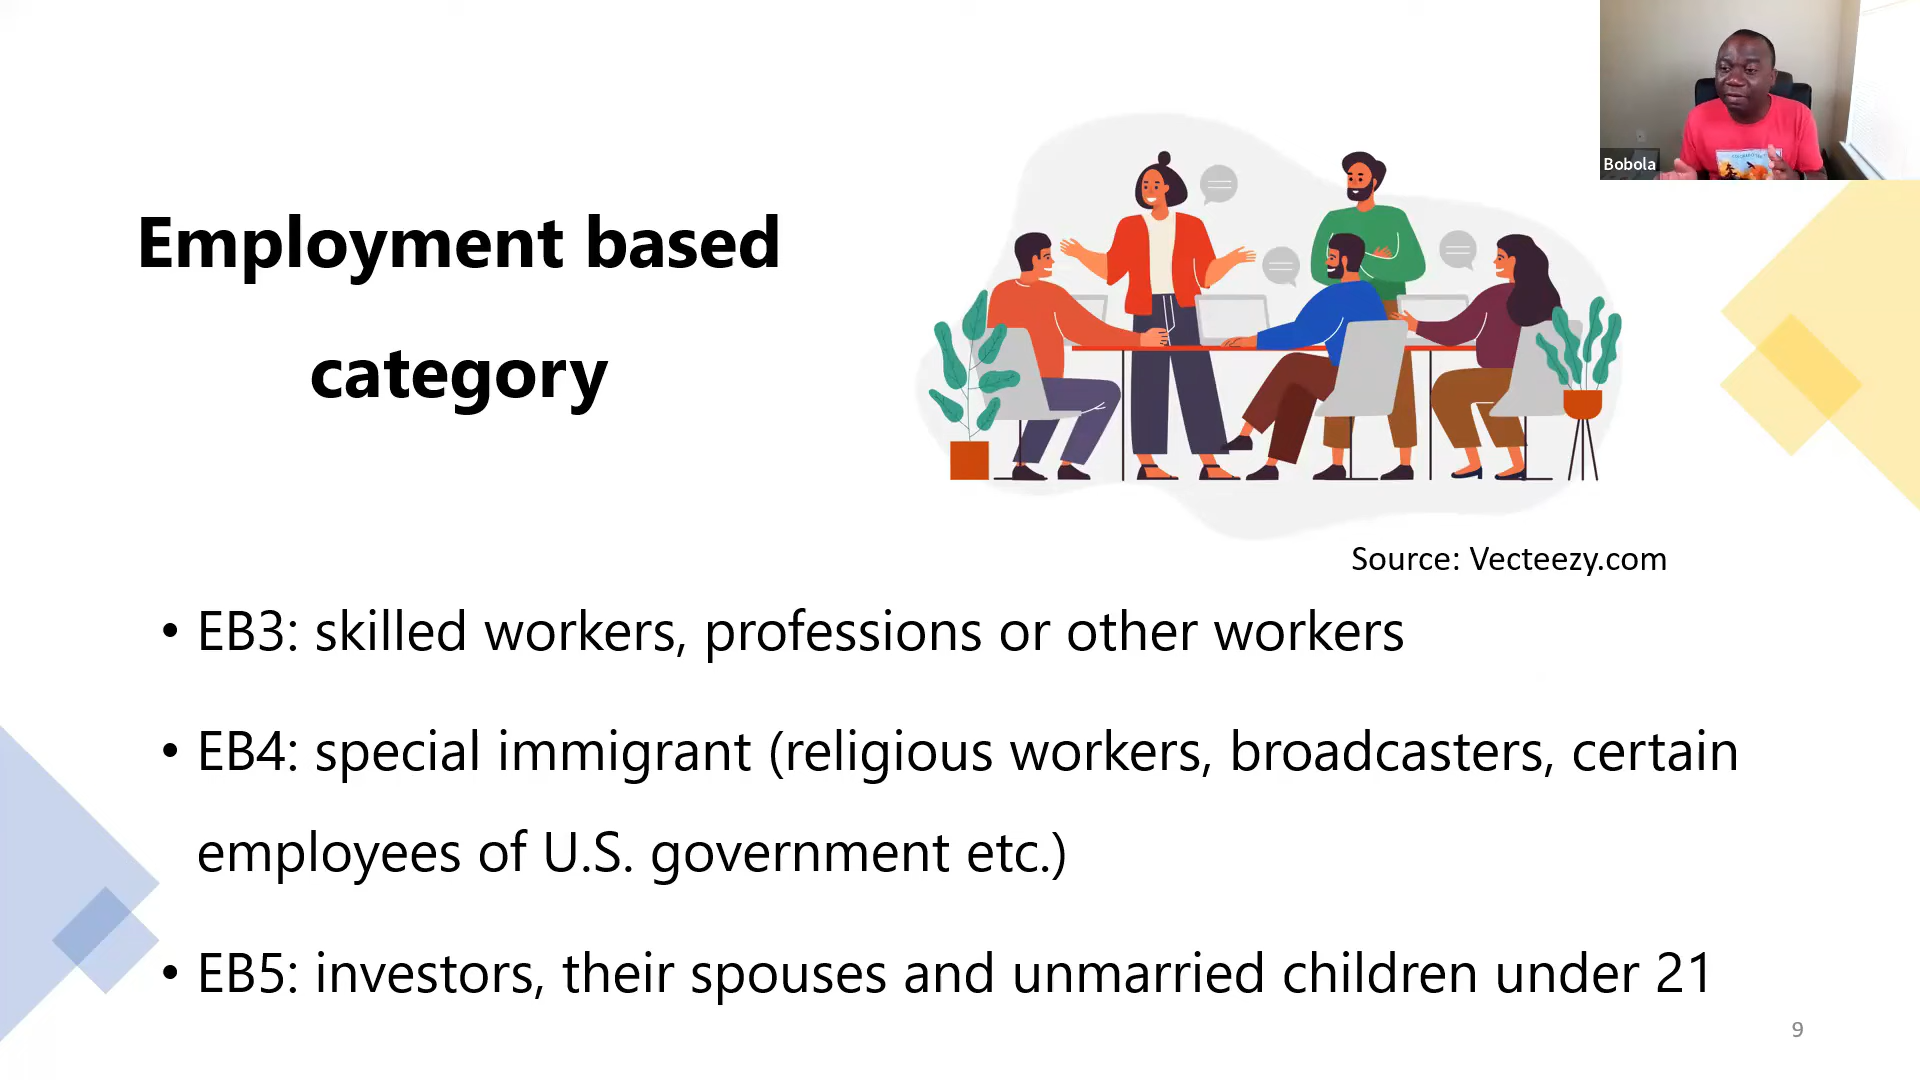 Bobola
Employment based
category
Source: Vecteezy.com
• EB3: skilled workers, professions or other workers
• EB4: special immigrant (religious workers, broadcasters, certain
employees of U.S. government etc.)
• EB5: investors, their spouses and unmarried children under 21
9